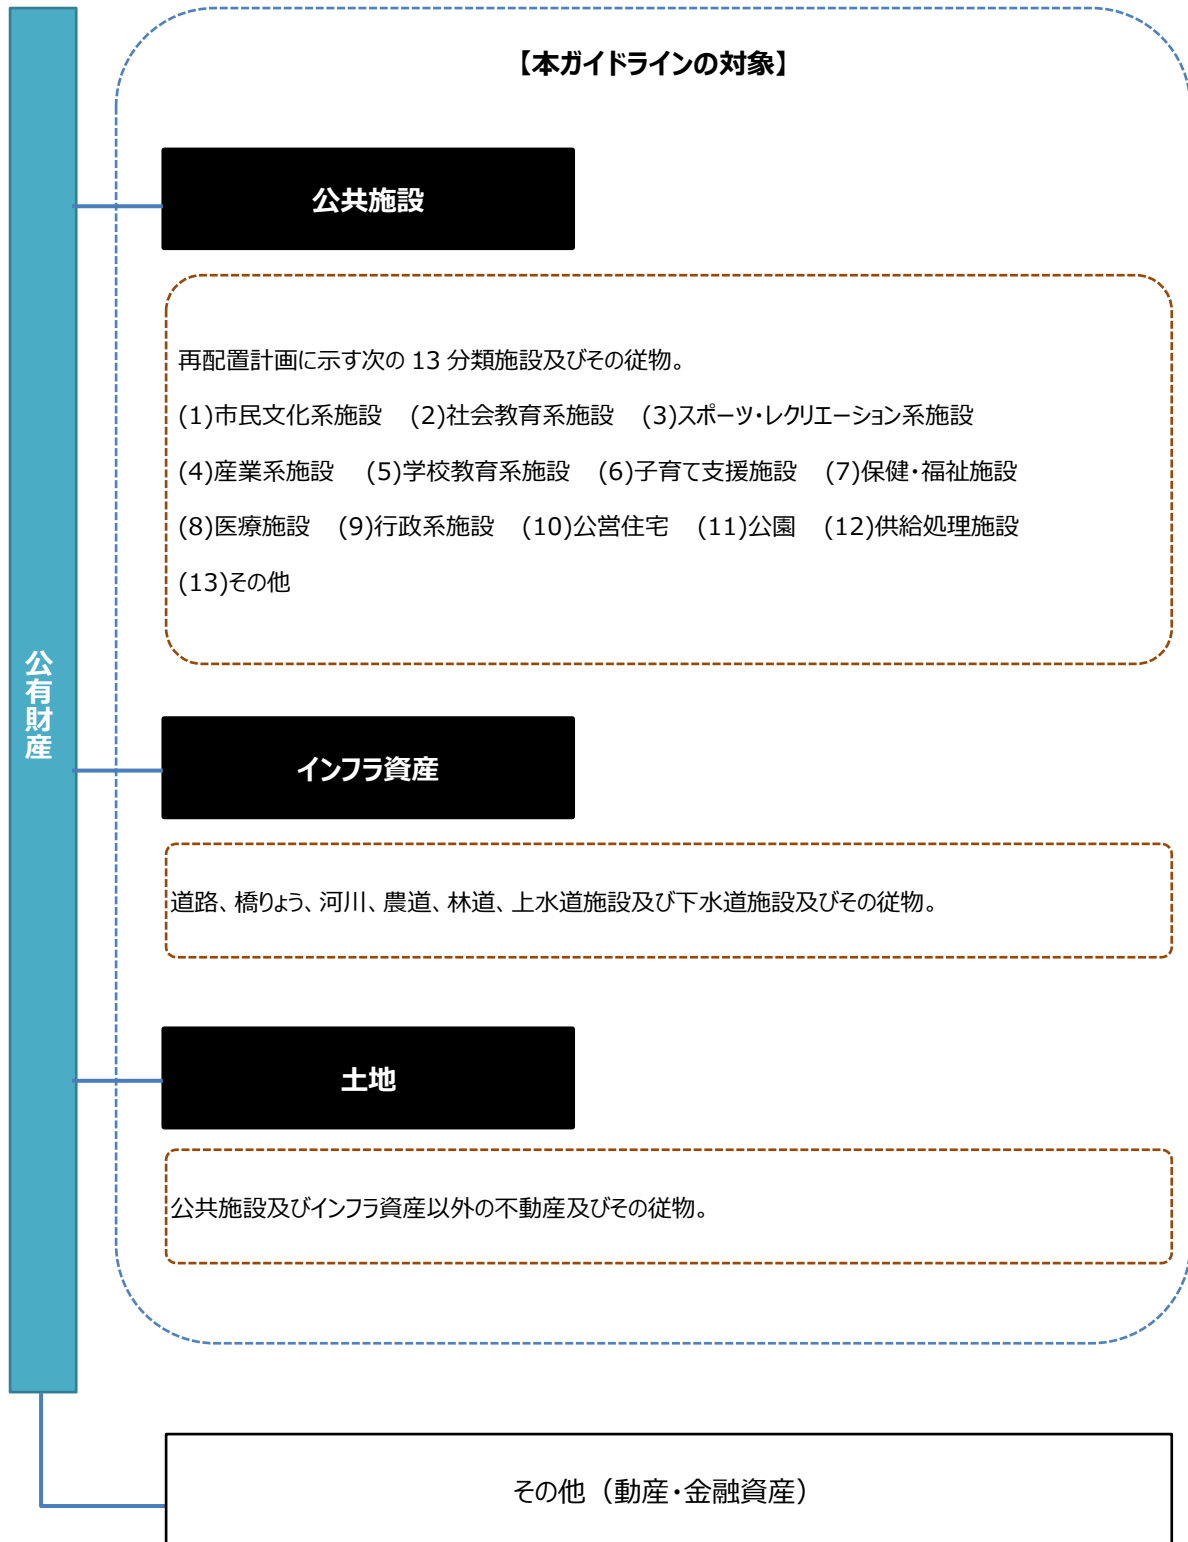 【本ガイドラインの対象】
公共施設
再配置計画に示す次の 13 分類施設及びその従物。
(1)市民文化系施設 (2)社会教育系施設 (3)スポーツ・レクリエーション系施設
(4)産業系施設 (5)学校教育系施設 (6)子育て支援施設 (7)保健・福祉施設
(8)医療施設 (9)行政系施設 (10)公営住宅 (11)公園 (12)供給処理施設
(13)その他
公有財産
インフラ資産
道路、橋りょう、河川、農道、林道、上水道施設及び下水道施設及びその従物。
土地
公共施設及びインフラ資産以外の不動産及びその従物。
その他（動産・金融資産）